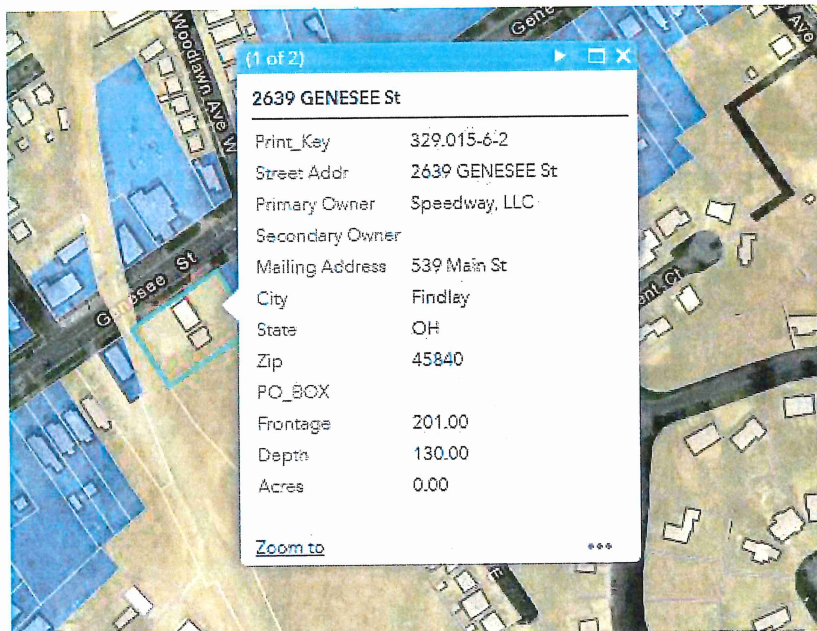 Woodlawn Ave W
Gene
Ave
(1 of 2)
2639 GENESEE St
Print_Key 329.015-6-2
Street Addr 2639 GENESEE St
Primary Owner Speedway, LLC
Secondary Owner
Mailing Address 539 Main St
City Findlay
State OH
Zip 45840
PO_BOX
Frontage 201.00
Depth 130.00
Acres 0.00
Zoom to
Genesee St
ent Ct